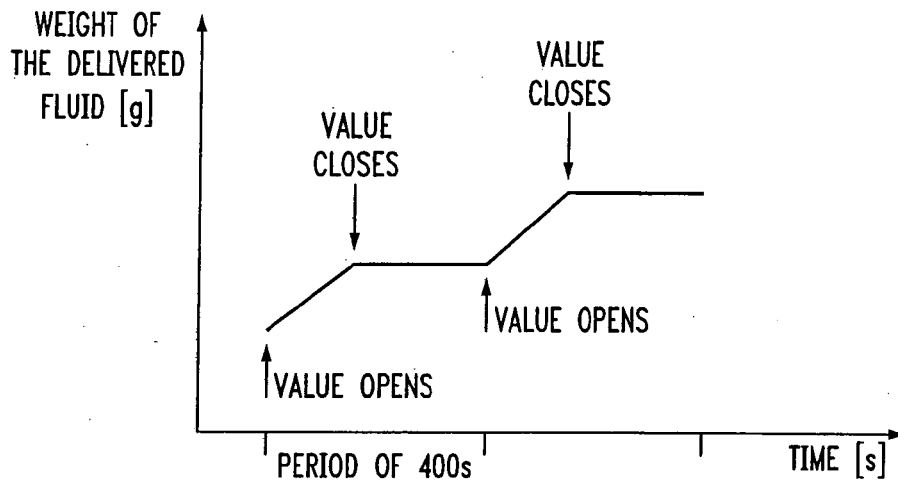 WEIGHT OF
THE DELIVERED
FLUID [g]
VALUE
CLOSES
VALUE
CLOSES
VALUE OPENS
VALUE OPENS
PERIOD OF 400s
TIME [s]